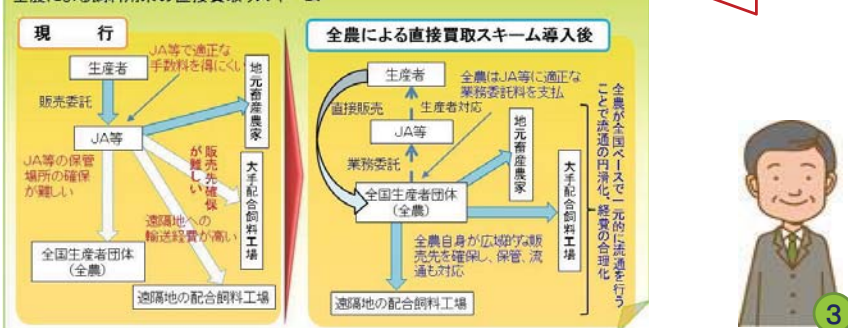 現 行
JA等で適正な
手数料を得にくい
生産者
販売委託
地元畜産農家
JA等
JA等の保管
場所の確保
が難しい
販売先確保
が難しい
大手配合飼料工場
遠隔地への
輸送経費が高い
全国生産者団体
(全農)
遠隔地の配合飼料工場
全農による直接買取スキーム導入後
生産者
全農はJA等に適正な
業務委託料を支払
直接販売
生産者対応
JA等
地元畜産農家
業務委託
全国生産者団体
(全農)
大手配合飼料工場
全農自身が広域的な販
売先を確保し、保管、流
通も対応
遠隔地の配合飼料工場
全農が全国ベースで一元的に流通を行う
ことで流通の円滑化、経費の合理化
3